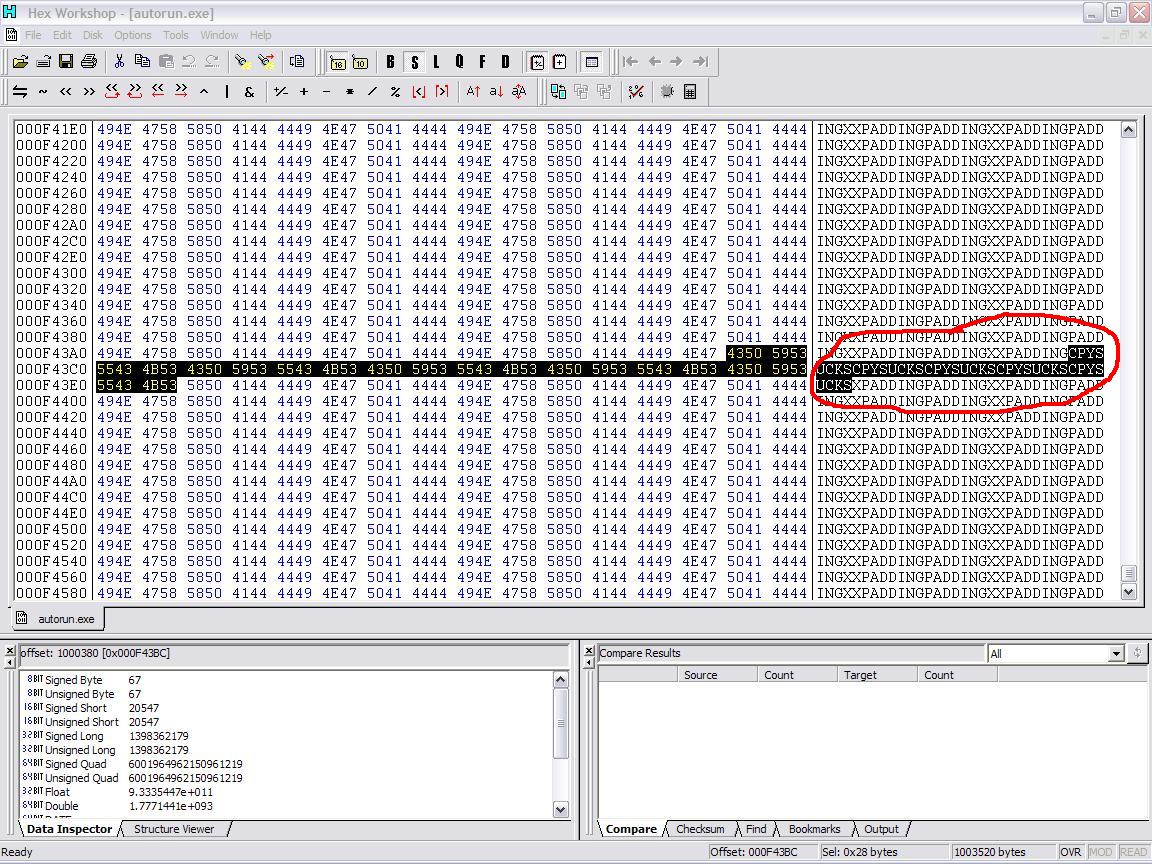 Hex Workshop - [autorun.exe]
File Edit Disk Options Tools Window Help
B S L Q F D
000F41E0 494E 4758 5850 4144 4449 4E47 5041 4444 494E 4758 5850 4144 4449 4E47 5041 4444 INGXXPADDINGPADDINGXXPADDINGPADD
000F4200 494E 4758 5850 4144 4449 4E47 5041 4444 494E 4758 5850 4144 4449 4E47 5041 4444 INGXXPADDINGPADDINGXXPADDINGPADD
000F4220 494E 4758 5850 4144 4449 4E47 5041 4444 494E 4758 5850 4144 4449 4E47 5041 4444 INGXXPADDINGPADDINGXXPADDINGPADD
000F4240 494E 4758 5850 4144 4449 4E47 5041 4444 494E 4758 5850 4144 4449 4E47 5041 4444 INGXXPADDINGPADDINGXXPADDINGPADD
000F4260 494E 4758 5850 4144 4449 4E47 5041 4444 494E 4758 5850 4144 4449 4E47 5041 4444 INGXXPADDINGPADDINGXXPADDINGPADD
000F4280 494E 4758 5850 4144 4449 4E47 5041 4444 494E 4758 5850 4144 4449 4E47 5041 4444 INGXXPADDINGPADDINGXXPADDINGPADD
000F42A0 494E 4758 5850 4144 4449 4E47 5041 4444 494E 4758 5850 4144 4449 4E47 5041 4444 INGXXPADDINGPADDINGXXPADDINGPADD
000F42C0 494E 4758 5850 4144 4449 4E47 5041 4444 494E 4758 5850 4144 4449 4E47 5041 4444 INGXXPADDINGPADDINGXXPADDINGPADD
000F42E0 494E 4758 5850 4144 4449 4E47 5041 4444 494E 4758 5850 4144 4449 4E47 5041 4444 INGXXPADDINGPADDINGXXPADDINGPADD
000F4300 494E 4758 5850 4144 4449 4E47 5041 4444 494E 4758 5850 4144 4449 4E47 5041 4444 INGXXPADDINGPADDINGXXPADDINGPADD
000F4320 494E 4758 5850 4144 4449 4E47 5041 4444 494E 4758 5850 4144 4449 4E47 5041 4444 INGXXPADDINGPADDINGXXPADDINGPADD
000F4340 494E 4758 5850 4144 4449 4E47 5041 4444 494E 4758 5850 4144 4449 4E47 5041 4444 INGXXPADDINGPADDINGXXPADDINGPADD
000F4360 494E 4758 5850 4144 4449 4E47 5041 4444 494E 4758 5850 4144 4449 4E47 5041 4444 INGXXPADDINGPADDINGXXPADDINGPADD
000F4380 494E 4758 5850 4144 4449 4E47 5041 4444 494E 4758 5850 4144 4449 4E47 5041 4444 INGXXPADDINGPADDINGXXPADDINGPADD
000F43A0 494E 4758 5850 4144 4449 4E47 5041 4444 494E 4758 5850 4144 4449 4E47 4350 5953 INGXXPADDINGPADDINGXXPADDINGCPYS
000F43C0 5543 4B53 4350 5953 5543 4B53 4350 5953 5543 4B53 4350 5953 5543 4B53 4350 5953 UCKSCPYSUCKSCPYSUCKSCPYSUCKSCPYS
000F43E0 5543 4B53 5850 4144 4449 4E47 5041 4444 494E 4758 5850 4144 4449 4E47 5041 4444 UCKSXPADDINGPADDINGXXPADDINGPADD
000F4400 494E 4758 5850 4144 4449 4E47 5041 4444 494E 4758 5850 4144 4449 4E47 5041 4444 INGXXPADDINGPADDINGXXPADDINGPADD
000F4420 494E 4758 5850 4144 4449 4E47 5041 4444 494E 4758 5850 4144 4449 4E47 5041 4444 INGXXPADDINGPADDINGXXPADDINGPADD
000F4440 494E 4758 5850 4144 4449 4E47 5041 4444 494E 4758 5850 4144 4449 4E47 5041 4444 INGXXPADDINGPADDINGXXPADDINGPADD
000F4460 494E 4758 5850 4144 4449 4E47 5041 4444 494E 4758 5850 4144 4449 4E47 5041 4444 INGXXPADDINGPADDINGXXPADDINGPADD
000F4480 494E 4758 5850 4144 4449 4E47 5041 4444 494E 4758 5850 4144 4449 4E47 5041 4444 INGXXPADDINGPADDINGXXPADDINGPADD
000F44A0 494E 4758 5850 4144 4449 4E47 5041 4444 494E 4758 5850 4144 4449 4E47 5041 4444 INGXXPADDINGPADDINGXXPADDINGPADD
000F44C0 494E 4758 5850 4144 4449 4E47 5041 4444 494E 4758 5850 4144 4449 4E47 5041 4444 INGXXPADDINGPADDINGXXPADDINGPADD
000F44E0 494E 4758 5850 4144 4449 4E47 5041 4444 494E 4758 5850 4144 4449 4E47 5041 4444 INGXXPADDINGPADDINGXXPADDINGPADD
000F4500 494E 4758 5850 4144 4449 4E47 5041 4444 494E 4758 5850 4144 4449 4E47 5041 4444 INGXXPADDINGPADDINGXXPADDINGPADD
000F4520 494E 4758 5850 4144 4449 4E47 5041 4444 494E 4758 5850 4144 4449 4E47 5041 4444 INGXXPADDINGPADDINGXXPADDINGPADD
000F4540 494E 4758 5850 4144 4449 4E47 5041 4444 494E 4758 5850 4144 4449 4E47 5041 4444 INGXXPADDINGPADDINGXXPADDINGPADD
000F4560 494E 4758 5850 4144 4449 4E47 5041 4444 494E 4758 5850 4144 4449 4E47 5041 4444 INGXXPADDINGPADDINGXXPADDINGPADD
000F4580 494E 4758 5850 4144 4449 4E47 5041 4444 494E 4758 5850 4144 4449 4E47 5041 4444 INGXXPADDINGPADDINGXXPADDINGPADD
autorun.exe
offset: 1000380 [0x000F43BC]
8BIT Signed Byte 67
8BIT Unsigned Byte 67
16BIT Signed Short 20547
16BIT Unsigned Short 20547
32BIT Signed Long 1398362179
32BIT Unsigned Long 1398362179
64BIT Signed Quad 6001964962150961219
64BIT Unsigned Quad 6001964962150961219
32BIT Float 9.3335447e+011
64BIT Double 1.7771441e+093
Data Inspector Structure Viewer
Compare Results All
Source Count Target Count
Compare Checksum Find Bookmarks Output
Ready Offset: 000F43BC Sel: 0x28 bytes 1003520 bytes OVR MOD READ